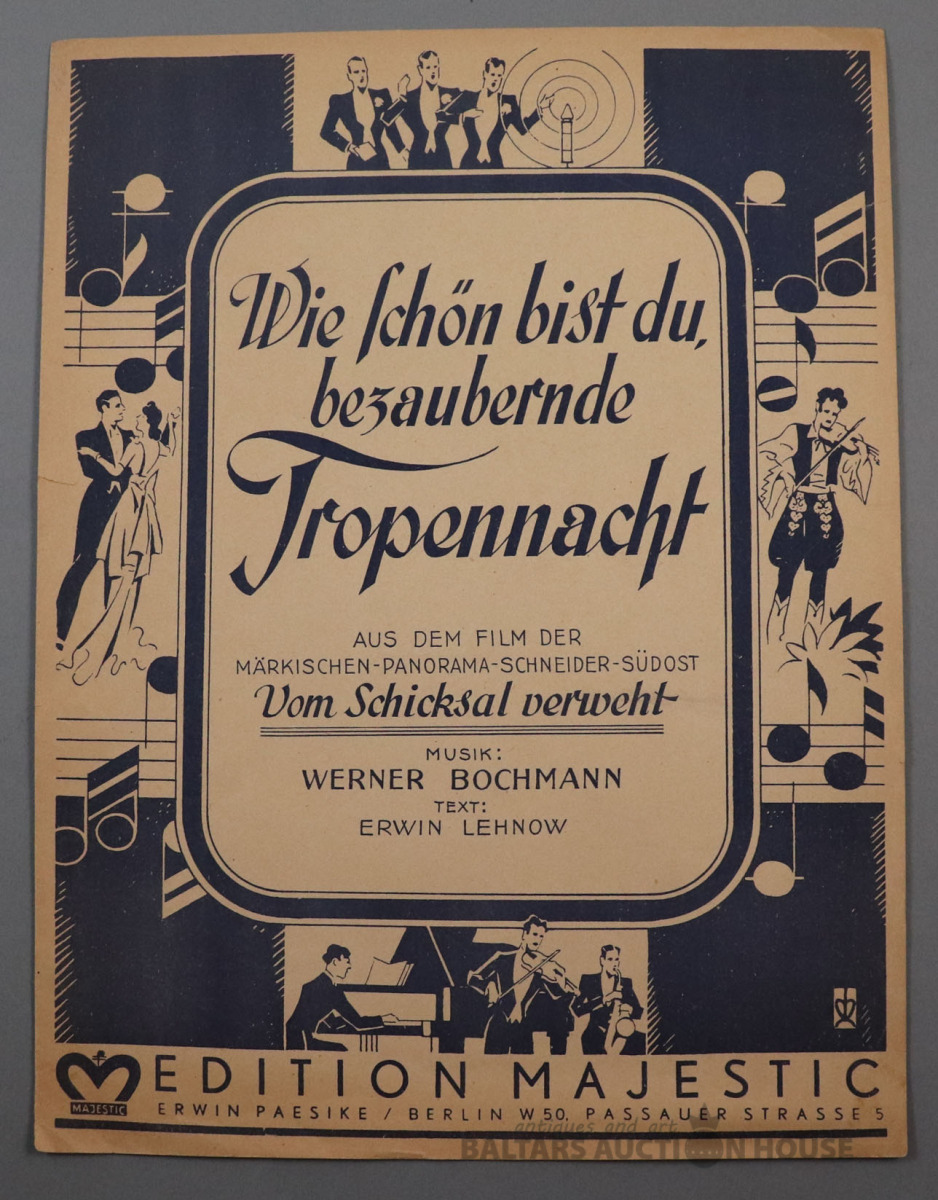 Wie schön bist du,
bezaubernde
Tropennacht
AUS DEM FILM DER
MÄRKISCHEN-PANORAMA-SCHNEIDER-SÜDOST
Vom Schicksal verweht
MUSIK:
WERNER BOCHMANN
TEXT:
ERWIN LEHNOW
EDITION MAJESTIC
MAJESTIC
ERWIN PAESIKE / BERLIN W 50, PASSAUER STRASSE 5
antiques and art
BALTARS AUCTION HOUSE